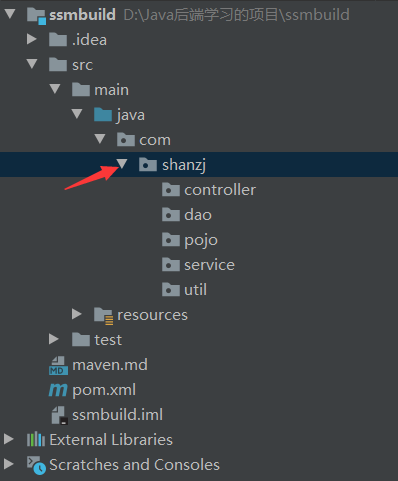 ssmbuild D:\Java后端学习的项目\ssmbuild
.idea
src
main
java
com
shanzj
controller
dao
pojo
service
util
resources
test
MD maven.md
m pom.xml
ssmbuild.iml
External Libraries
Scratches and Consoles